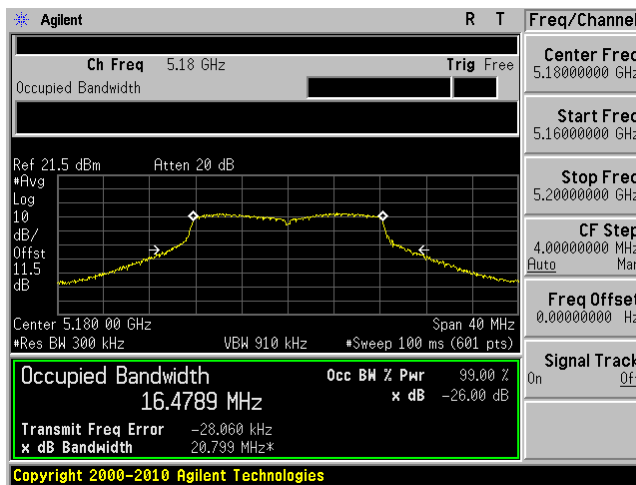 Agilent R T Freq/Channel
Ch Freq 5.18 GHz Trig Free
Occupied Bandwidth
Center Freq
5.18000000 GHz
Start Freq
5.16000000 GHz
Stop Freq
5.20000000 GHz
CF Step
4.00000000 MHz
Auto Man
Freq Offset
0.00000000 Hz
Signal Track
On Off
Ref 21.5 dBm Atten 20 dB
#Avg
Log
10
dB/
Offst
11.5
dB
Center 5.180 00 GHz Span 40 MHz
#Res BW 300 kHz VBW 910 kHz #Sweep 100 ms (601 pts)
Occupied Bandwidth Occ BW % Pwr 99.00 %
16.4789 MHz x dB -26.00 dB
Transmit Freq Error -28.060 kHz
x dB Bandwidth 20.799 MHz*
Copyright 2000-2010 Agilent Technologies